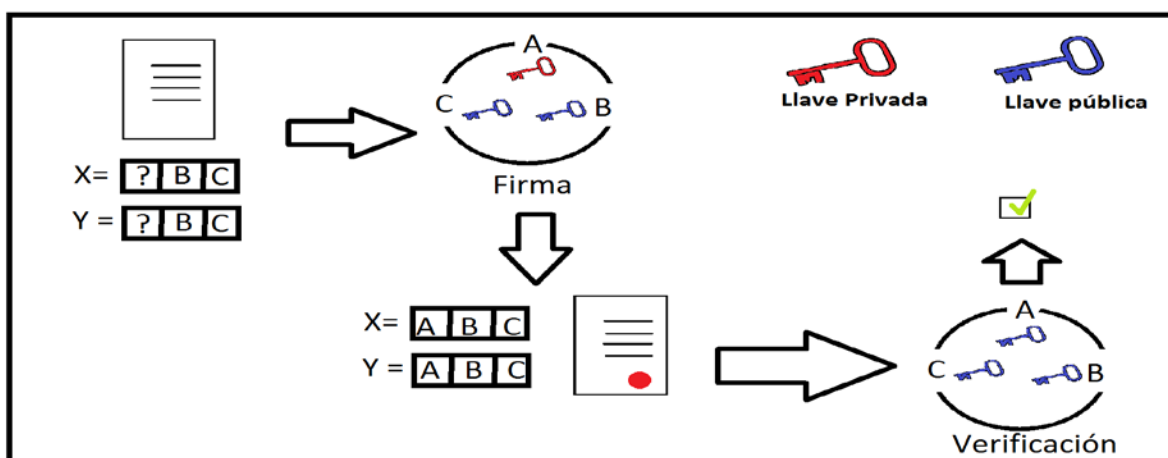 A
C
B
Firma
Llave Privada
Llave pública
X= ? B C
Y = ? B C
X= A B C
Y = A B C
A
C
B
Verificación